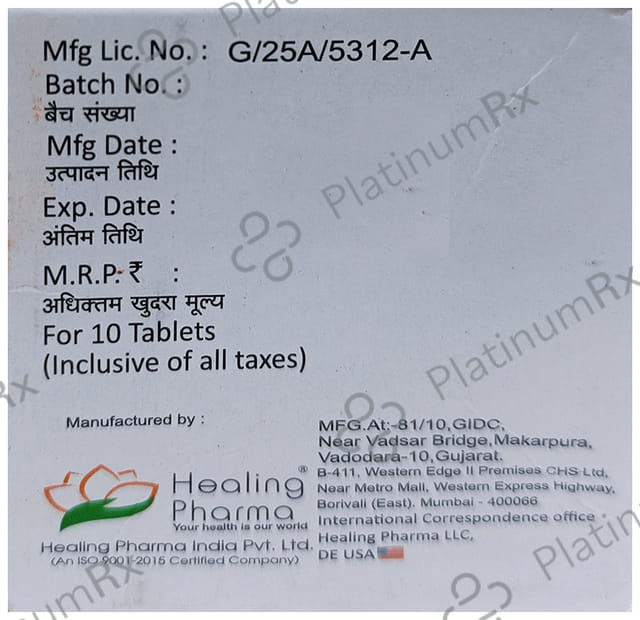 Mfg Lic. No. : G/25A/5312-A
Batch No. :
बैच संख्या
Mfg Date :
उत्पादन तिथि
Exp. Date :
अंतिम तिथि
M.R.P. ₹ :
अधिक्तम खुदरा मूल्य
For 10 Tablets
(Inclusive of all taxes)
Manufactured by :
Healing ®
Pharma
Your health is our world
Healing Pharma India Pvt. Ltd.
(An ISO 9001-2015 Certified Company)
MFG.At:-81/10,GIDC,
Near Vadsar Bridge,Makarpura,
Vadodara-10,Gujarat.
B-411, Western Edge II Premises CHS Ltd,
Near Metro Mall, Western Express Highway,
Borivali (East). Mumbai - 400066
International Correspondence office
Healing Pharma LLC,
DE USA
PlatinumRx
PlatinumRx
PlatinumRx
PlatinumRx